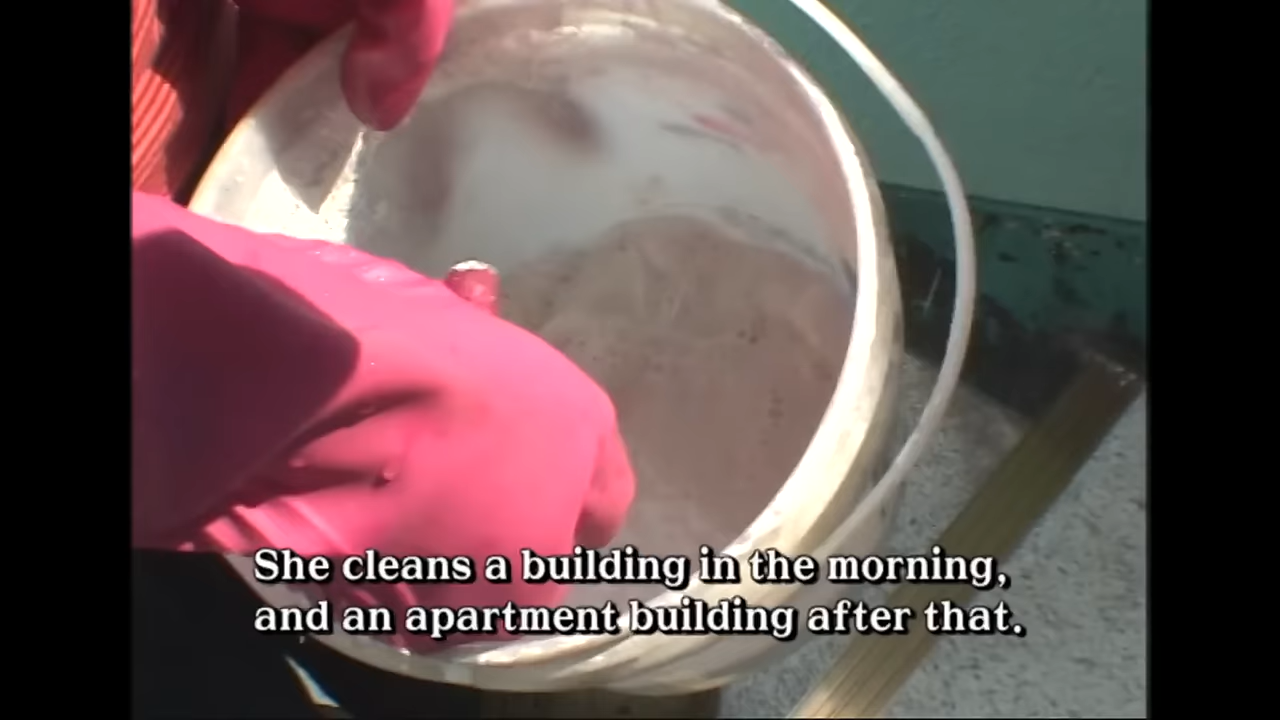 She cleans a building in the morning,
and an apartment building after that.